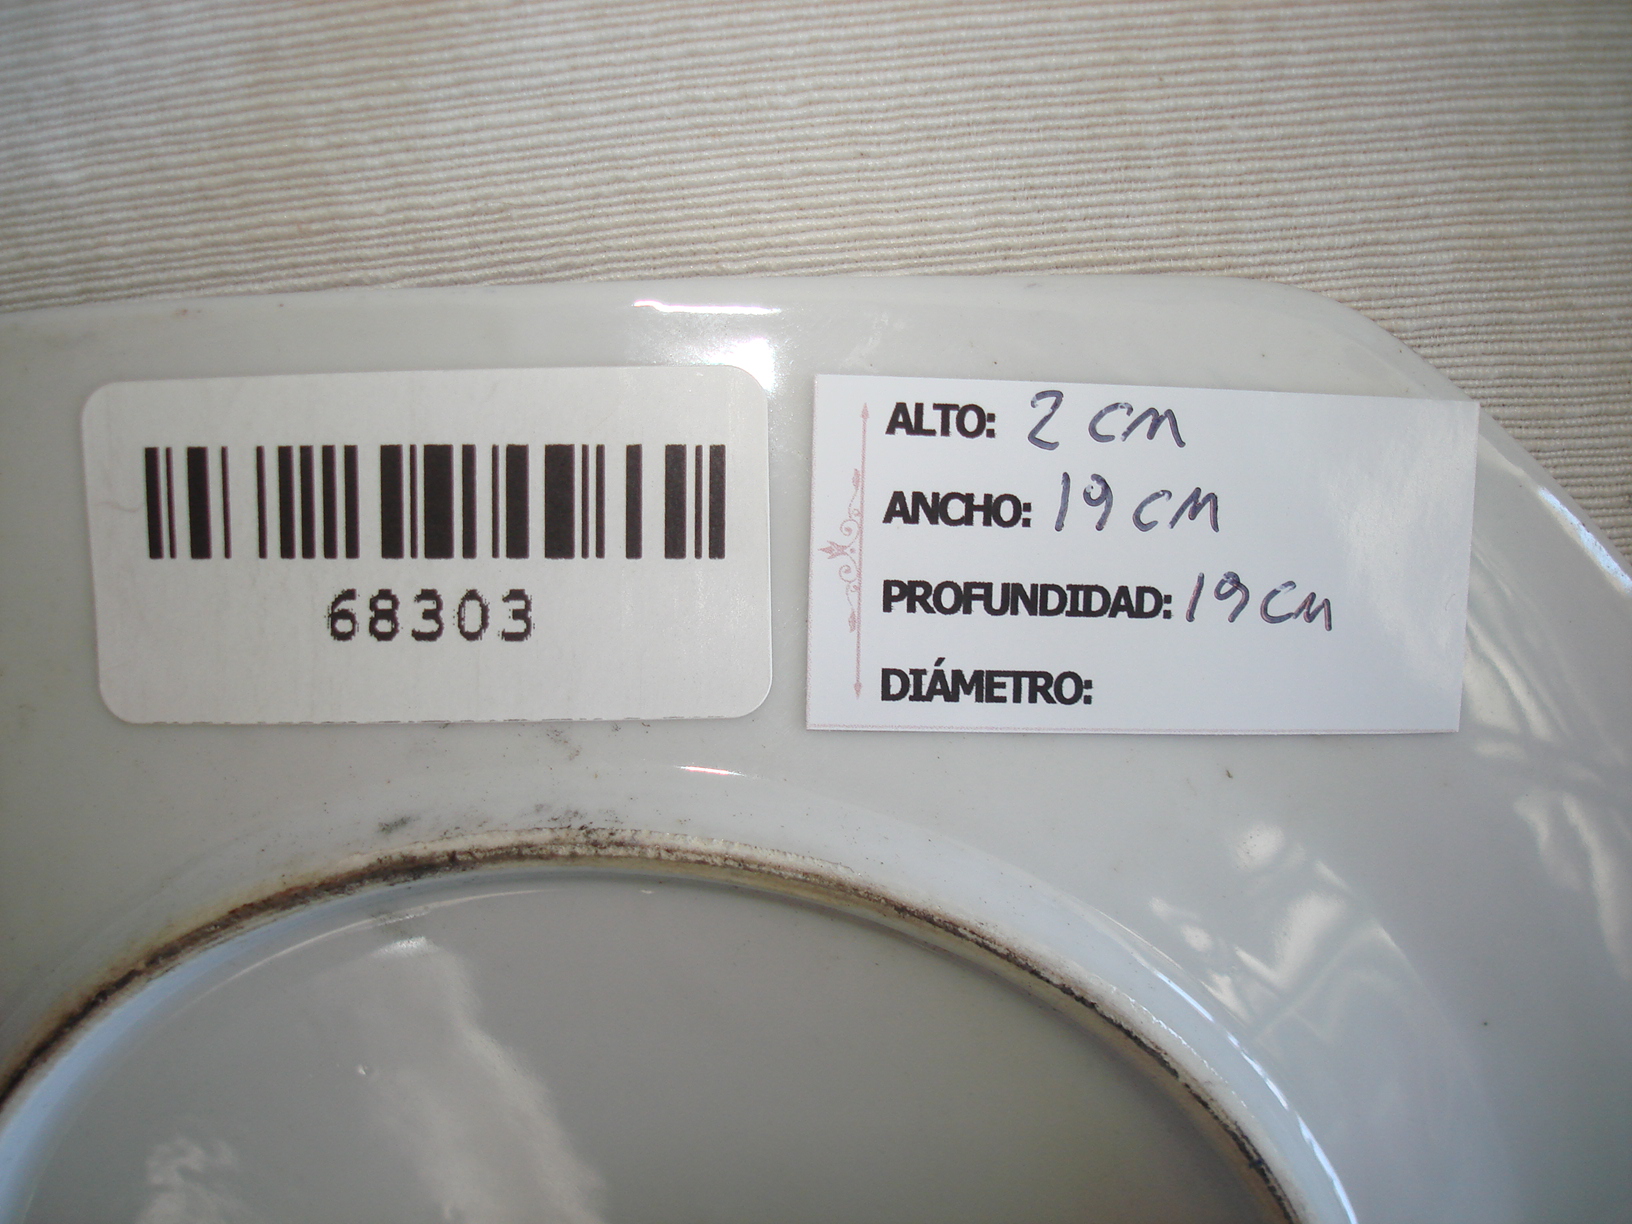 68303
ALTO: 2 cm
ANCHO: 19 cm
PROFUNDIDAD: 19 cm
DIÁMETRO: